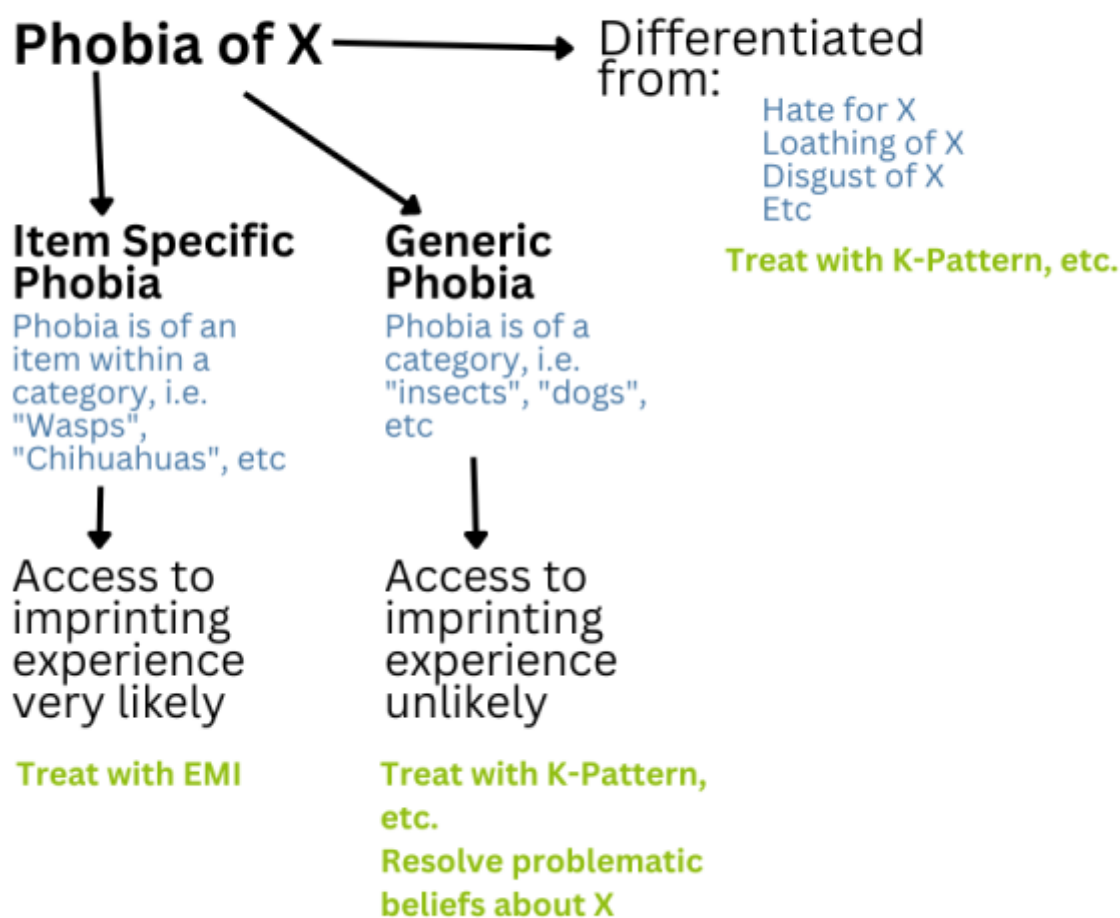 Phobia of X
Differentiated
from:
Hate for X
Loathing of X
Disgust of X
Etc
Treat with K-Pattern, etc.
Item Specific
Phobia
Phobia is of an
item within a
category, i.e.
"Wasps",
"Chihuahuas", etc
Access to
imprinting
experience
very likely
Treat with EMI
Generic
Phobia
Phobia is of a
category, i.e.
"insects", "dogs",
etc
Access to
imprinting
experience
unlikely
Treat with K-Pattern,
etc.
Resolve problematic
beliefs about X